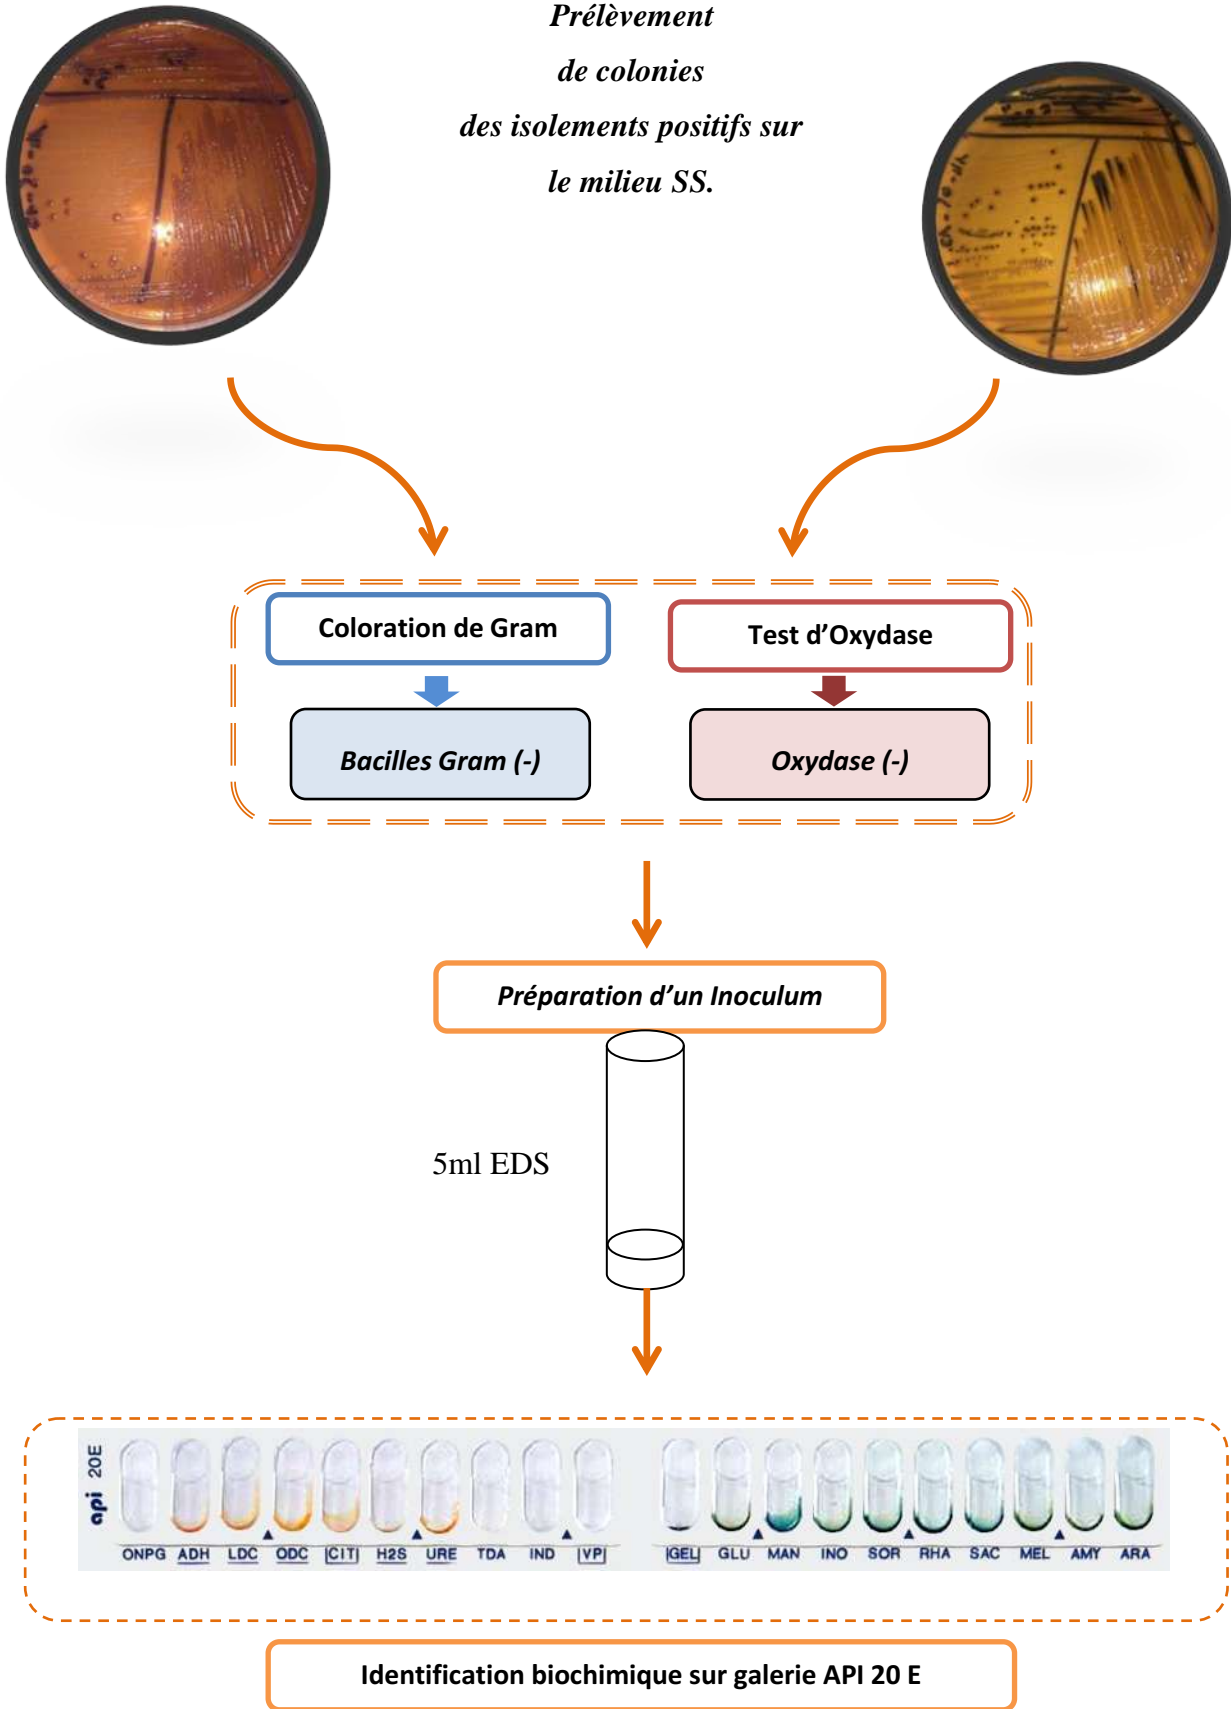 Prélèvement
de colonies
des isolements positifs sur
le milieu SS.
Coloration de Gram
Test d'Oxydase
Bacilles Gram (-)
Oxydase (-)
Préparation d'un Inoculum
5ml EDS
api 20E
ONPG ADH LDC ODC |CIT| H2S URE TDA IND |VP| |GEL| GLU MAN INO SOR RHA SAC MEL AMY ARA
Identification biochimique sur galerie API 20 E